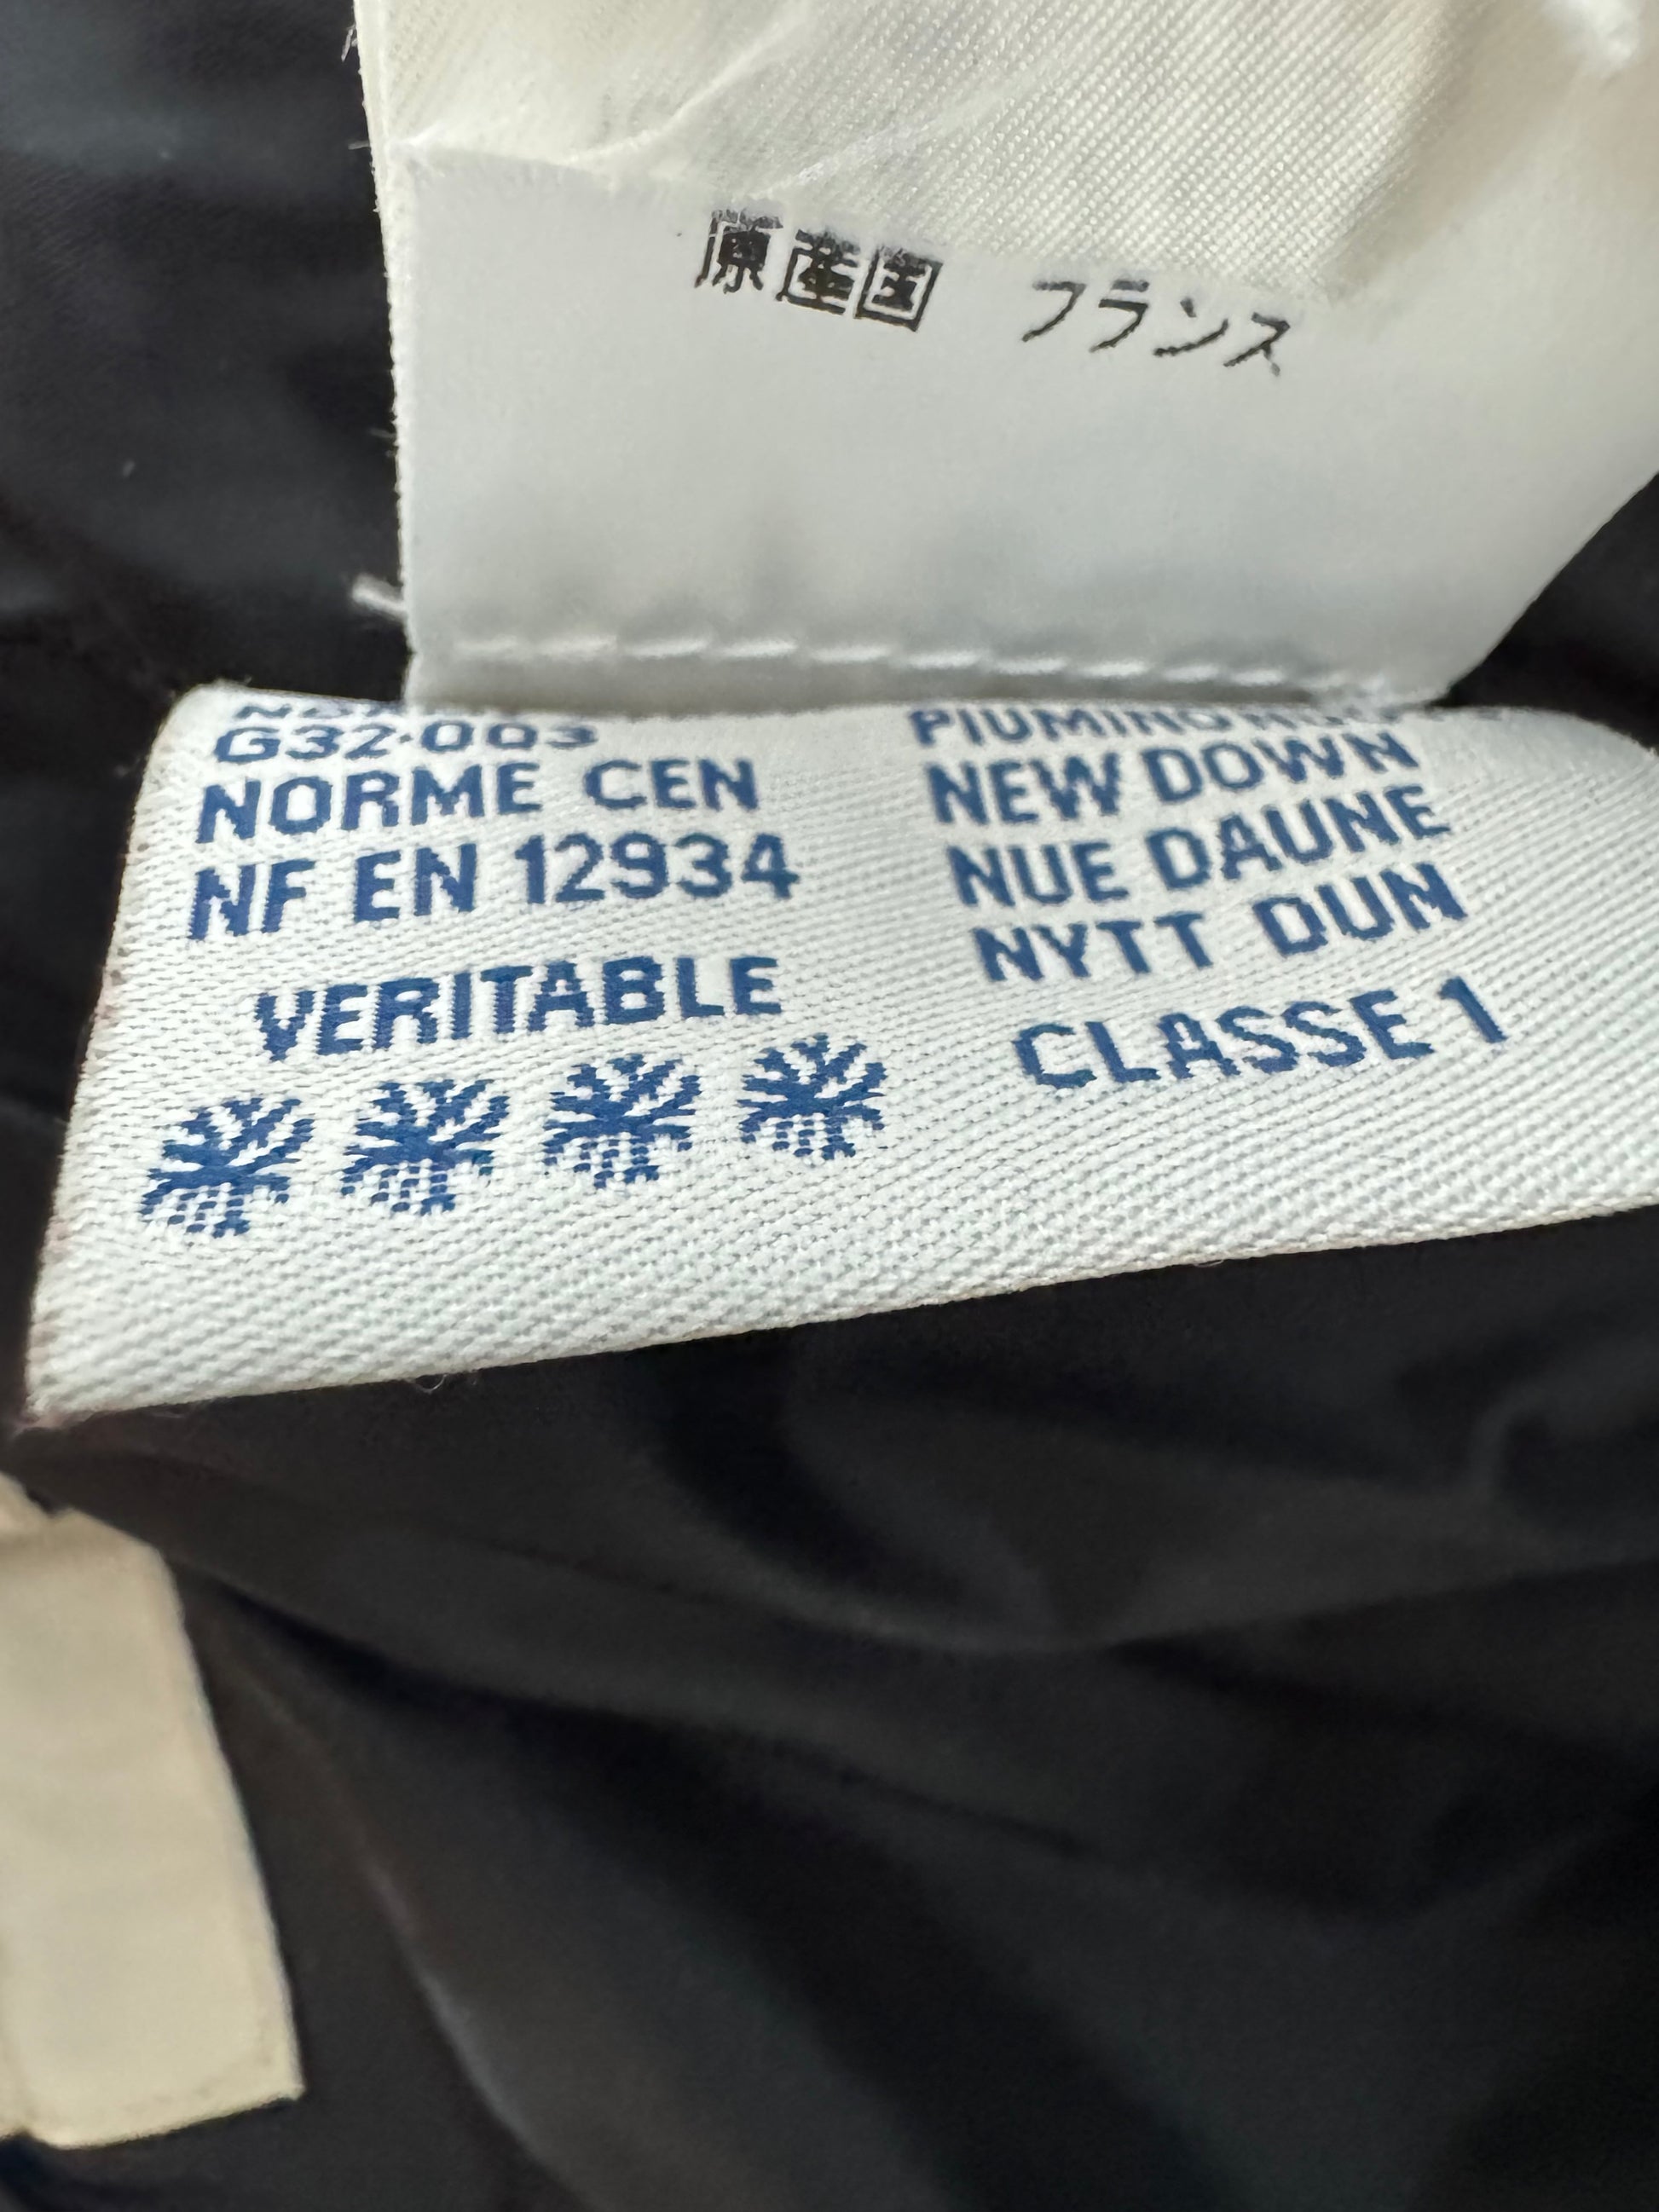 原産国 フランス
G32-003
NORME CEN
NF EN 12934
VERITABLE
PIUMINO
NEW DOWN
NUE DAUNE
NYTT DUN
CLASSE 1